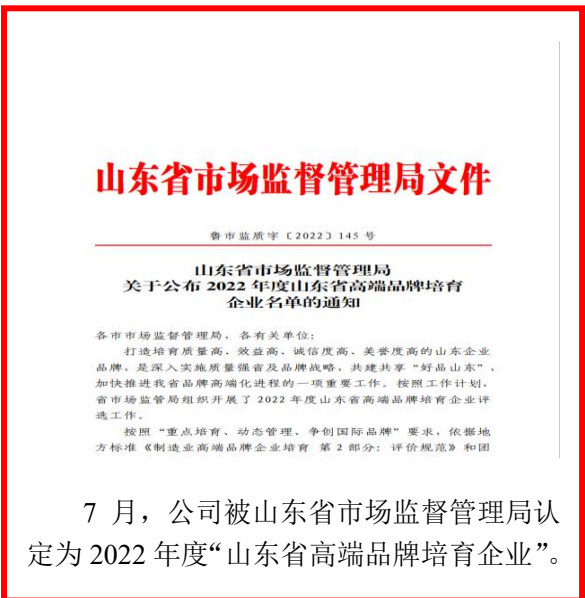 山东省市场监督管理局文件
鲁市监质字〔2022〕145 号
山东省市场监督管理局
关于公布 2022 年度山东省高端品牌培育
企业名单的通知
各市市场监督管理局，各有关单位：
打造培育质量高、效益高、诚信度高、美誉度高的山东企业
品牌，是深入实施质量强省及品牌战略，共建共享“好品山东”，
加快推进我省品牌高端化进程的一项重要工作。按照工作计划，
省市场监管局组织开展了 2022 年度山东省高端品牌培育企业评
选工作。
按照“重点培育、动态管理、争创国际品牌”要求，依据地
方标准《制造业高端品牌企业培育 第 2 部分：评价规范》和团
7 月，公司被山东省市场监督管理局认
定为 2022 年度“山东省高端品牌培育企业”。